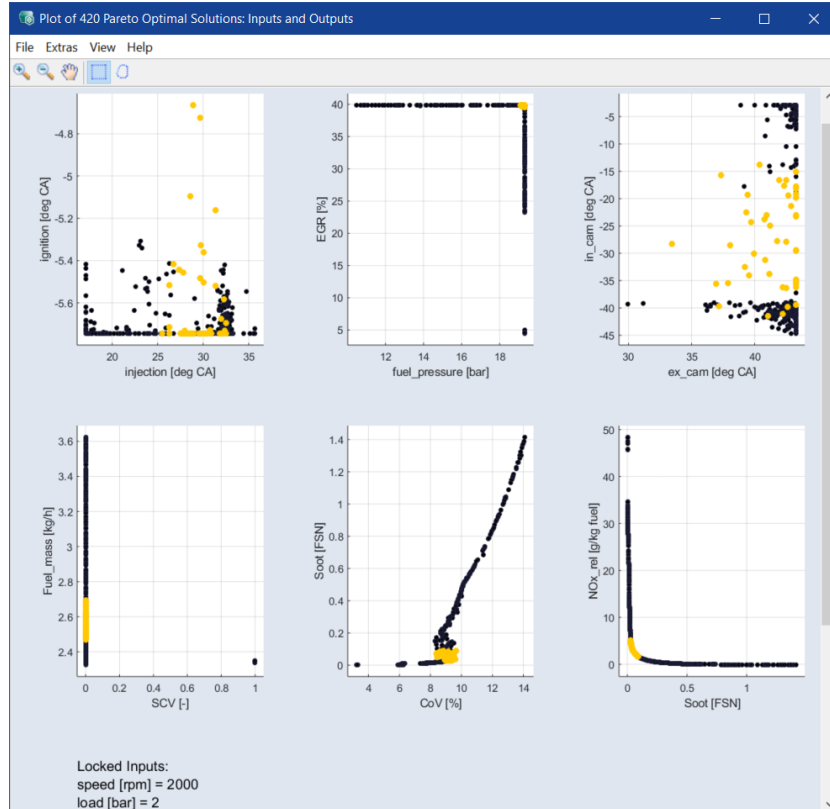 Plot of 420 Pareto Optimal Solutions: Inputs and Outputs
File Extras View Help
-4.8
-5
-5.2
-5.4
-5.6
ignition [deg CA]
20 25 30 35
injection [deg CA]
40
35
30
25
20
15
10
5
EGR [%]
12 14 16 18
fuel_pressure [bar]
-5
-10
-15
-20
-25
-30
-35
-40
-45
in_cam [deg CA]
30 35 40
ex_cam [deg CA]
3.6
3.4
3.2
3
2.8
2.6
2.4
Fuel_mass [kg/h]
0 0.2 0.4 0.6 0.8 1
SCV [-]
1.4
1.2
1
0.8
0.6
0.4
0.2
0
Soot [FSN]
4 6 8 10 12 14
CoV [%]
50
40
30
20
10
0
NOx_rel [g/kg fuel]
0 0.5 1
Soot [FSN]
Locked Inputs:
speed [rpm] = 2000
load [bar] = 2